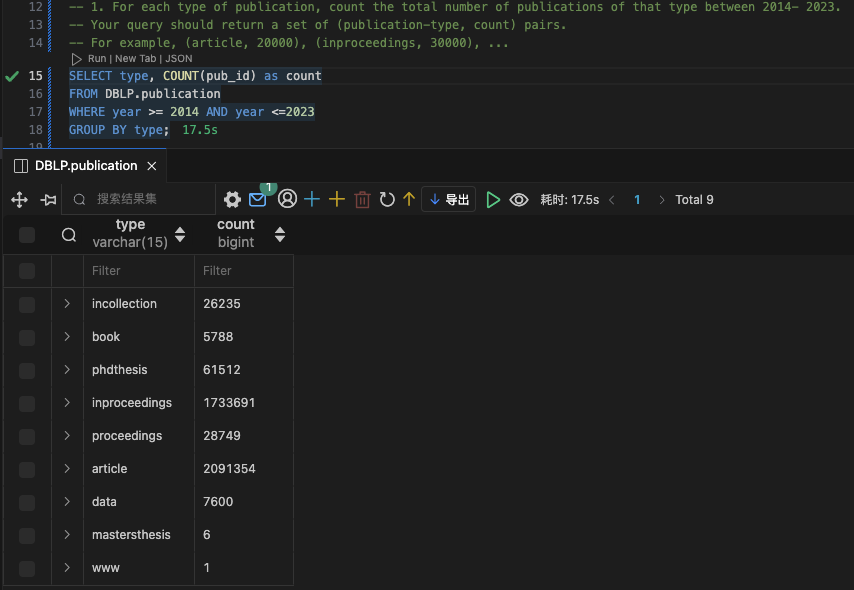 12 -- 1. For each type of publication, count the total number of publications of that type between 2014- 2023.
13 -- Your query should return a set of (publication-type, count) pairs.
14 -- For example, (article, 20000), (inproceedings, 30000), ...
Run | New Tab | JSON
15 SELECT type, COUNT(pub_id) as count
16 FROM DBLP.publication
17 WHERE year >= 2014 AND year <=2023
18 GROUP BY type; 17.5s
19
DBLP.publication ×
搜索结果集 1 导出 耗时: 17.5s < 1 > Total 9
type count
varchar(15) bigint
Filter Filter
incollection 26235
book 5788
phdthesis 61512
inproceedings 1733691
proceedings 28749
article 2091354
data 7600
mastersthesis 6
www 1